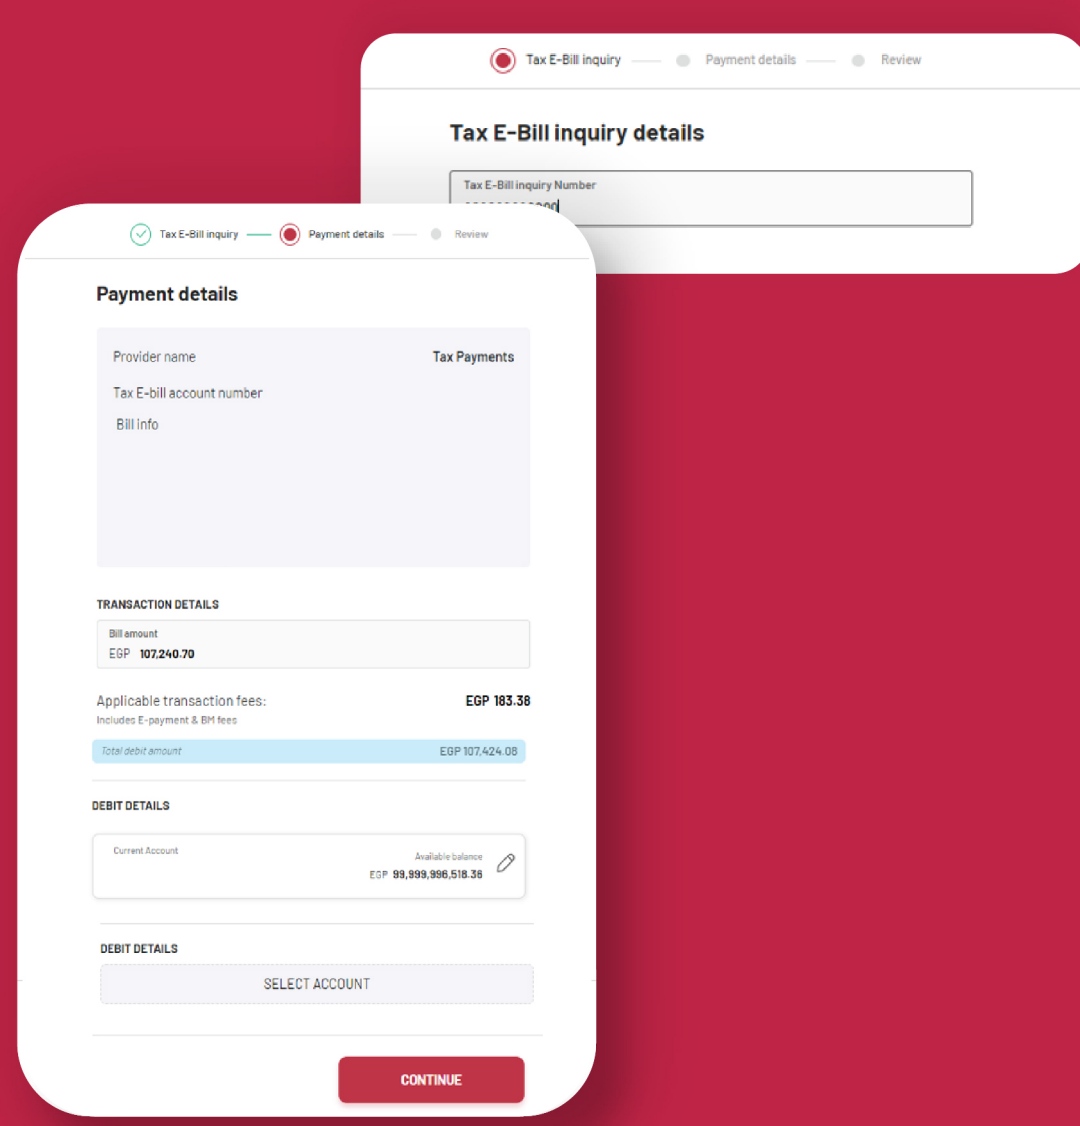 Tax E-Bill inquiry Payment details Review
Tax E-Bill inquiry details
Tax E-Bill inquiry Number
Tax E-Bill inquiry Payment details Review
Payment details
Provider name Tax Payments
Tax E-bill account number
Bill info
TRANSACTION DETAILS
Bill amount
EGP 107,240.70
Applicable transaction fees: EGP 183.38
Includes E-payment & BM fees
Total debit amount EGP 107,424.08
DEBIT DETAILS
Current Account Available balance
EGP 99,999,996,518.36
DEBIT DETAILS
SELECT ACCOUNT
CONTINUE